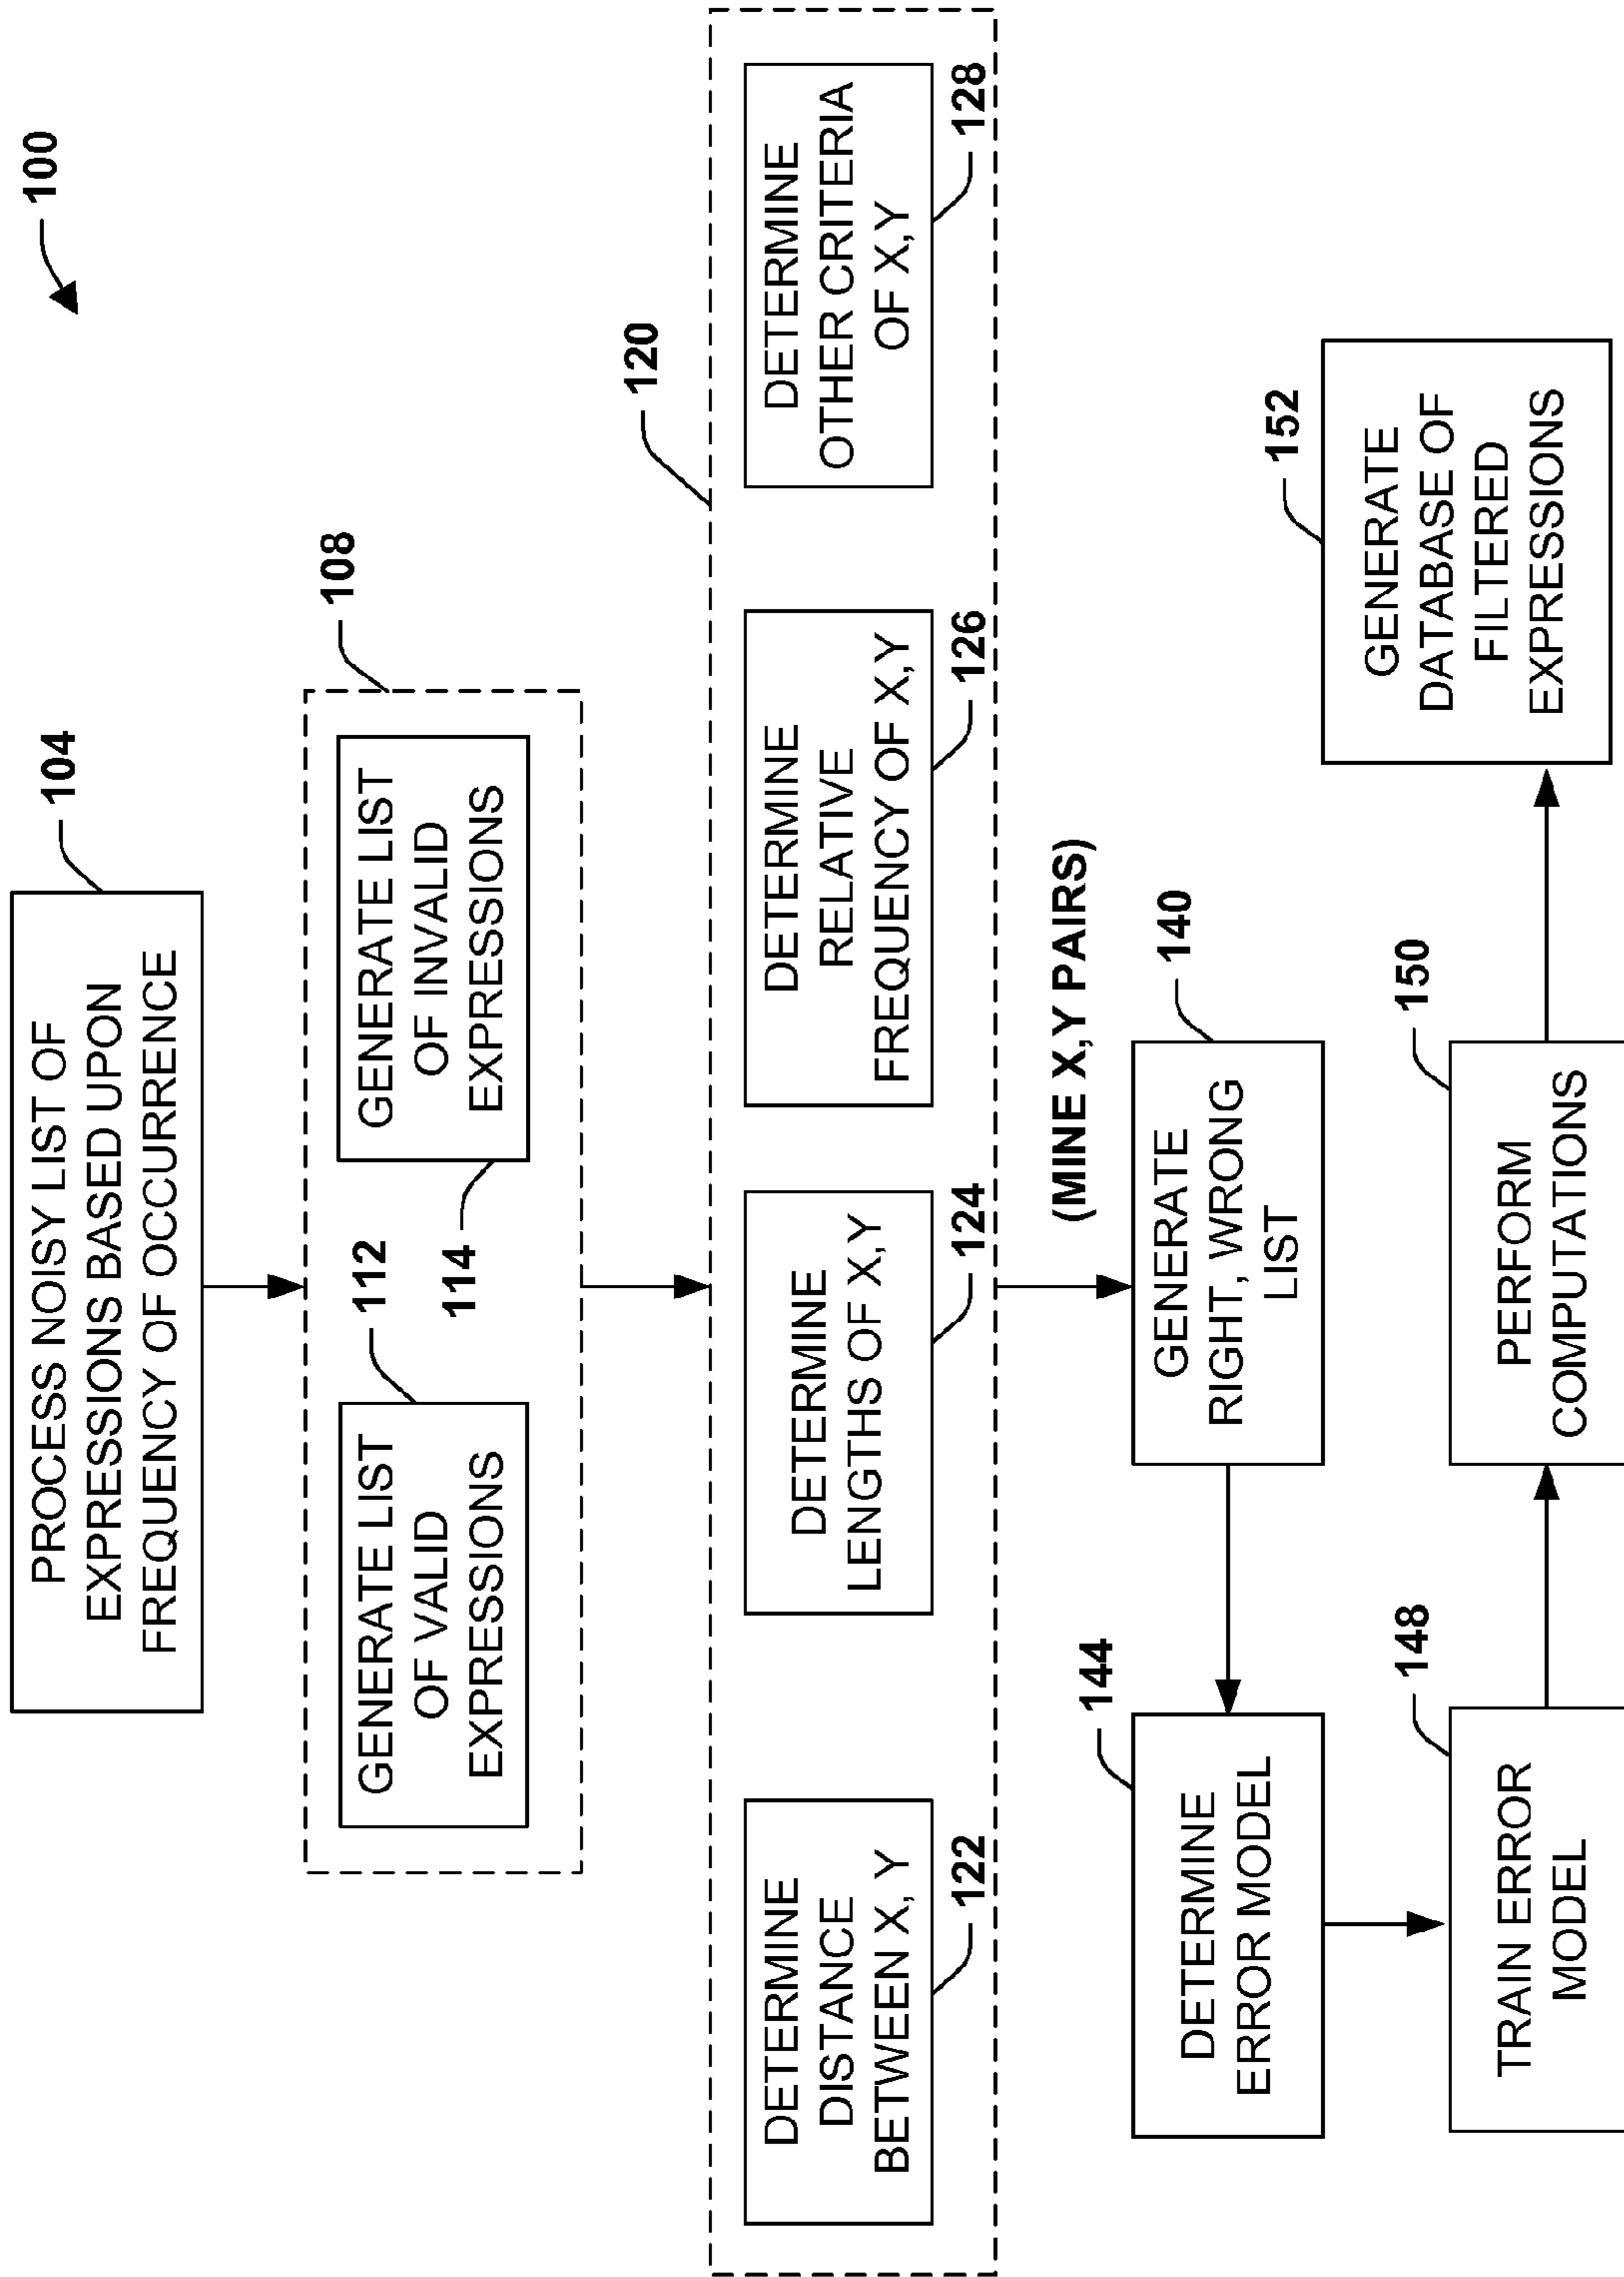 100
PROCESS NOISY LIST OF
EXPRESSIONS BASED UPON
FREQUENCY OF OCCURRENCE
104
108
GENERATE LIST
OF VALID
EXPRESSIONS
112
GENERATE LIST
OF INVALID
EXPRESSIONS
114
120
DETERMINE
DISTANCE
BETWEEN X, Y
122
DETERMINE
LENGTHS OF X,Y
124
DETERMINE
RELATIVE
FREQUENCY OF X,Y
126
DETERMINE
OTHER CRITERIA
OF X,Y
128
(MINE X,Y PAIRS)
GENERATE
RIGHT, WRONG
LIST
140
DETERMINE
ERROR MODEL
144
TRAIN ERROR
MODEL
148
PERFORM
COMPUTATIONS
150
GENERATE
DATABASE OF
FILTERED
EXPRESSIONS
152